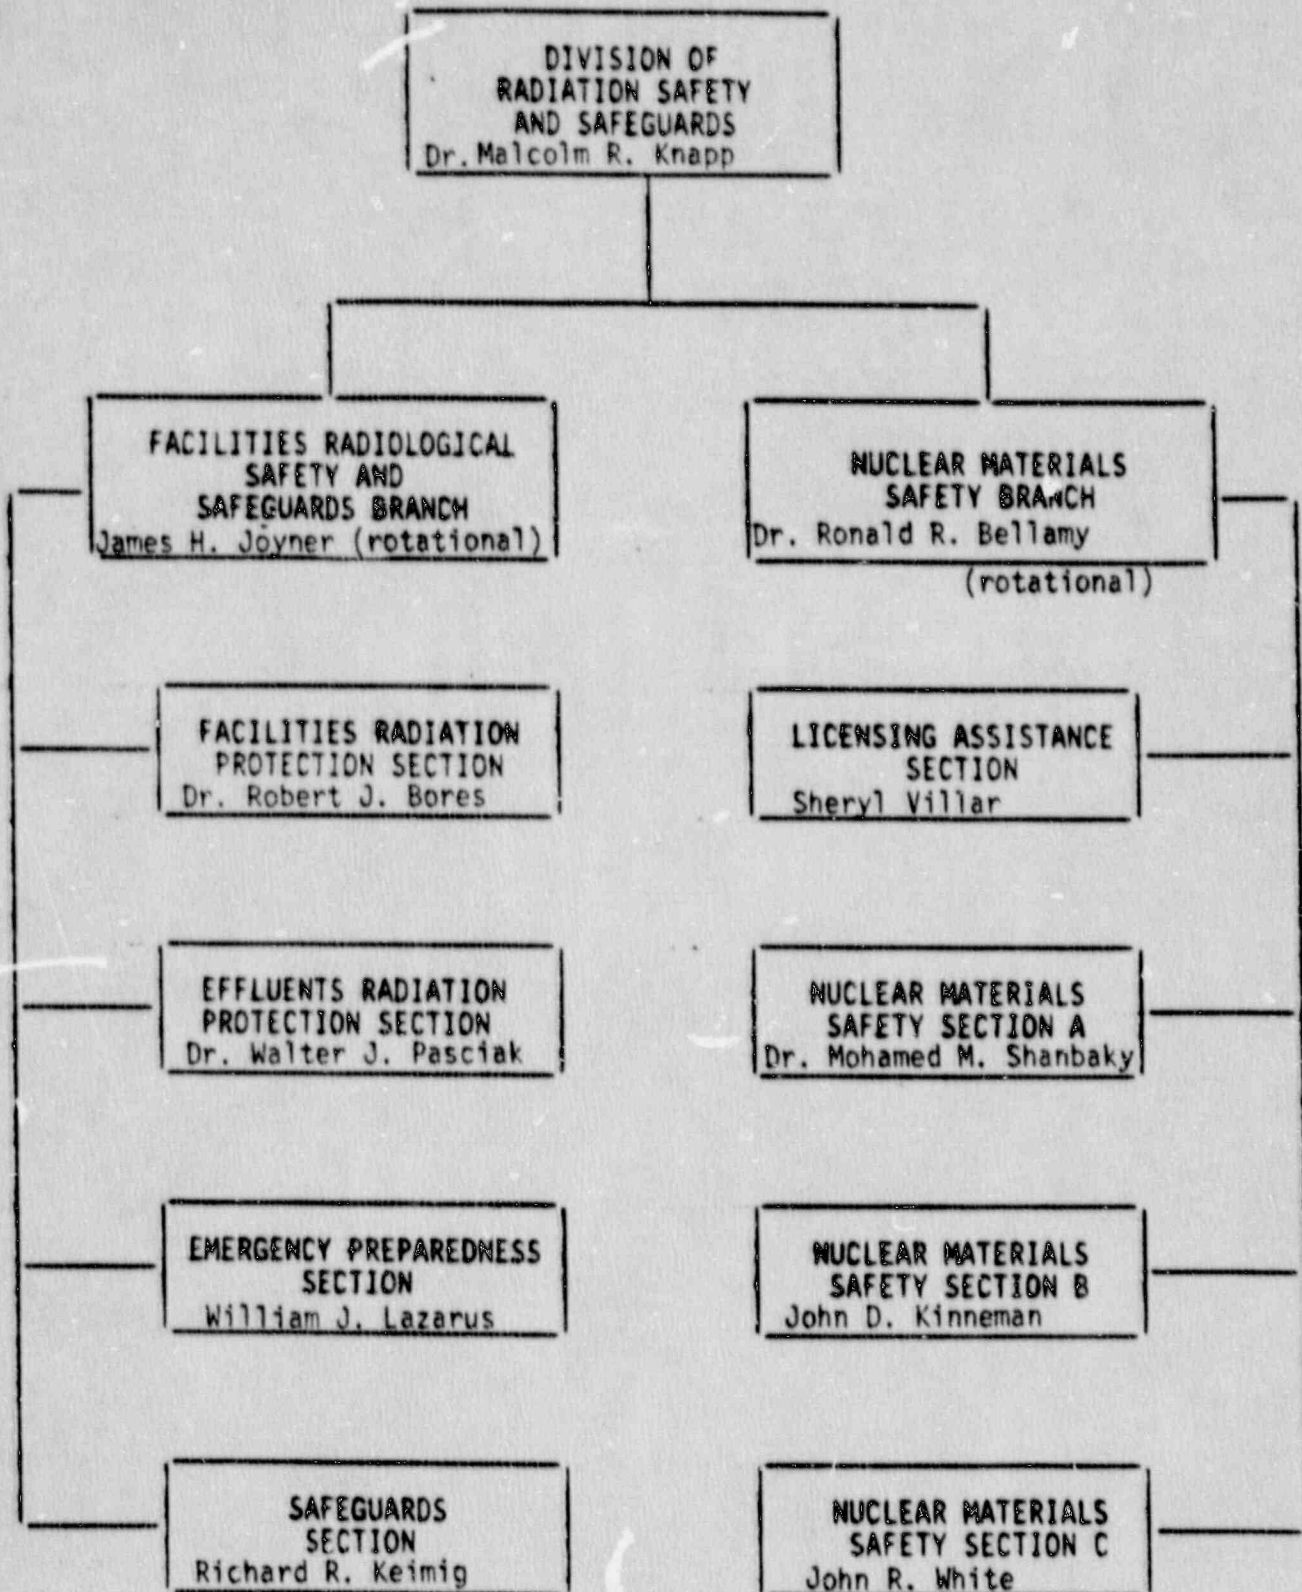 DIVISION OF
RADIATION SAFETY
AND SAFEGUARDS
Dr. Malcolm R. Knapp
FACILITIES RADIOLOGICAL
SAFETY AND
SAFEGUARDS BRANCH
James H. Joyner (rotational)
NUCLEAR MATERIALS
SAFETY BRANCH
Dr. Ronald R. Bellamy
(rotational)
FACILITIES RADIATION
PROTECTION SECTION
Dr. Robert J. Bores
LICENSING ASSISTANCE
SECTION
Sheryl Villar
EFFLUENTS RADIATION
PROTECTION SECTION
Dr. Walter J. Pasciak
NUCLEAR MATERIALS
SAFETY SECTION A
Dr. Mohamed M. Shanbaky
EMERGENCY PREPAREDNESS
SECTION
William J. Lazarus
NUCLEAR MATERIALS
SAFETY SECTION B
John D. Kinneman
SAFEGUARDS
SECTION
Richard R. Keimig
NUCLEAR MATERIALS
SAFETY SECTION C
John R. White